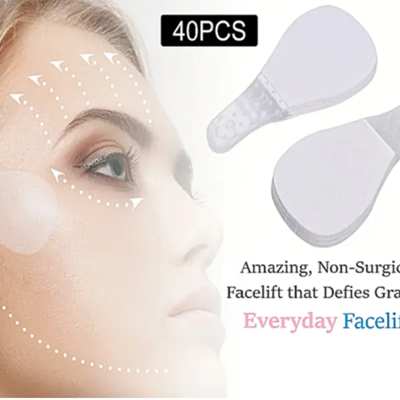 40PCS
Amazing, Non-Surgic
Facelift that Defies Gra
Everyday Facelif